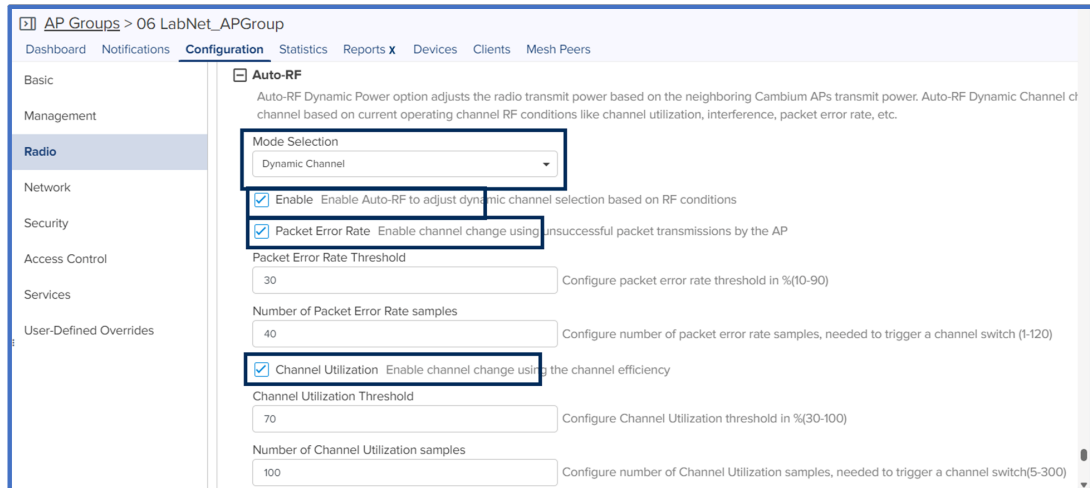 AP Groups > 06 LabNet_APGroup
Dashboard Notifications Configuration Statistics Reports X Devices Clients Mesh Peers
Basic
Management
Radio
Network
Security
Access Control
Services
User-Defined Overrides
Auto-RF
Auto-RF Dynamic Power option adjusts the radio transmit power based on the neighboring Cambium APs transmit power. Auto-RF Dynamic Channel
channel based on current operating channel RF conditions like channel utilization, interference, packet error rate, etc.
Mode Selection
Dynamic Channel
Enable Enable Auto-RF to adjust dynamic channel selection based on RF conditions
Packet Error Rate Enable channel change using unsuccessful packet transmissions by the AP
Packet Error Rate Threshold
30 Configure packet error rate threshold in %(10-90)
Number of Packet Error Rate samples
40 Configure number of packet error rate samples, needed to trigger a channel switch (1-120)
Channel Utilization Enable channel change using the channel efficiency
Channel Utilization Threshold
70 Configure Channel Utilization threshold in %(30-100)
Number of Channel Utilization samples
100 Configure number of Channel Utilization samples, needed to trigger a channel switch(5-300)